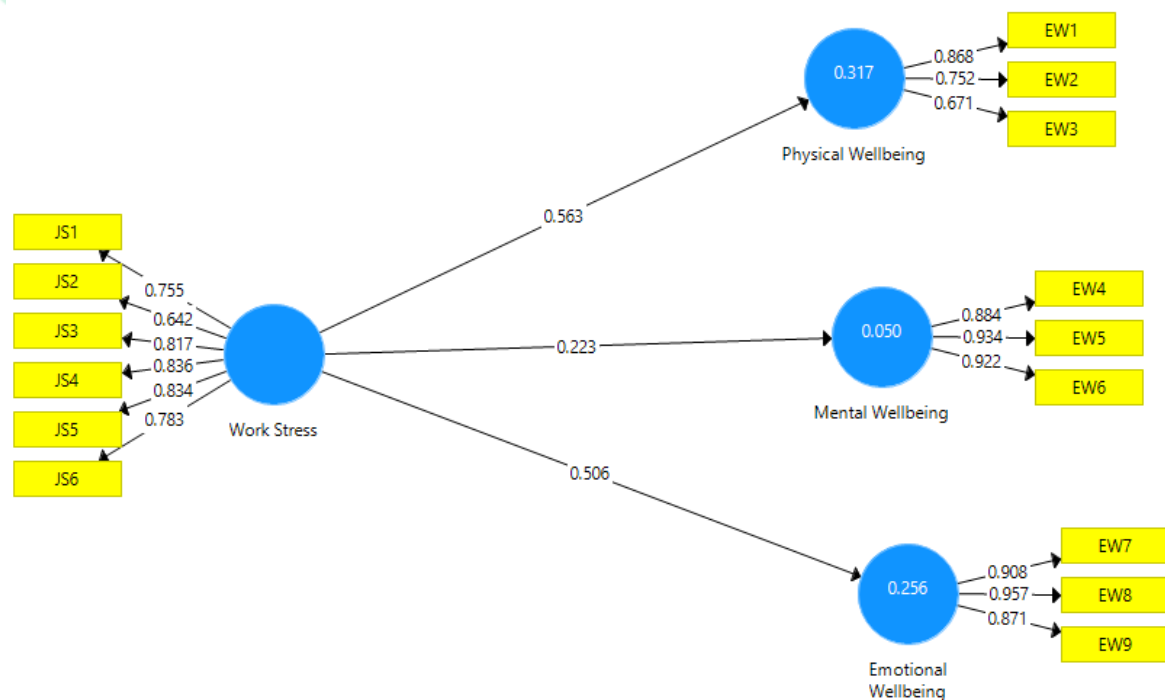 EW1
0.868
0.317
0.752
EW2
0.671
EW3
Physical Wellbeing
0.563
JS1
0.755
JS2
0.642
JS3
0.817
JS4
0.836
0.834
JS5
0.783
JS6
Work Stress
0.223
EW4
0.884
0.050
0.934
EW5
0.922
EW6
Mental Wellbeing
0.506
EW7
0.908
0.256
0.957
EW8
0.871
EW9
Emotional
Wellbeing